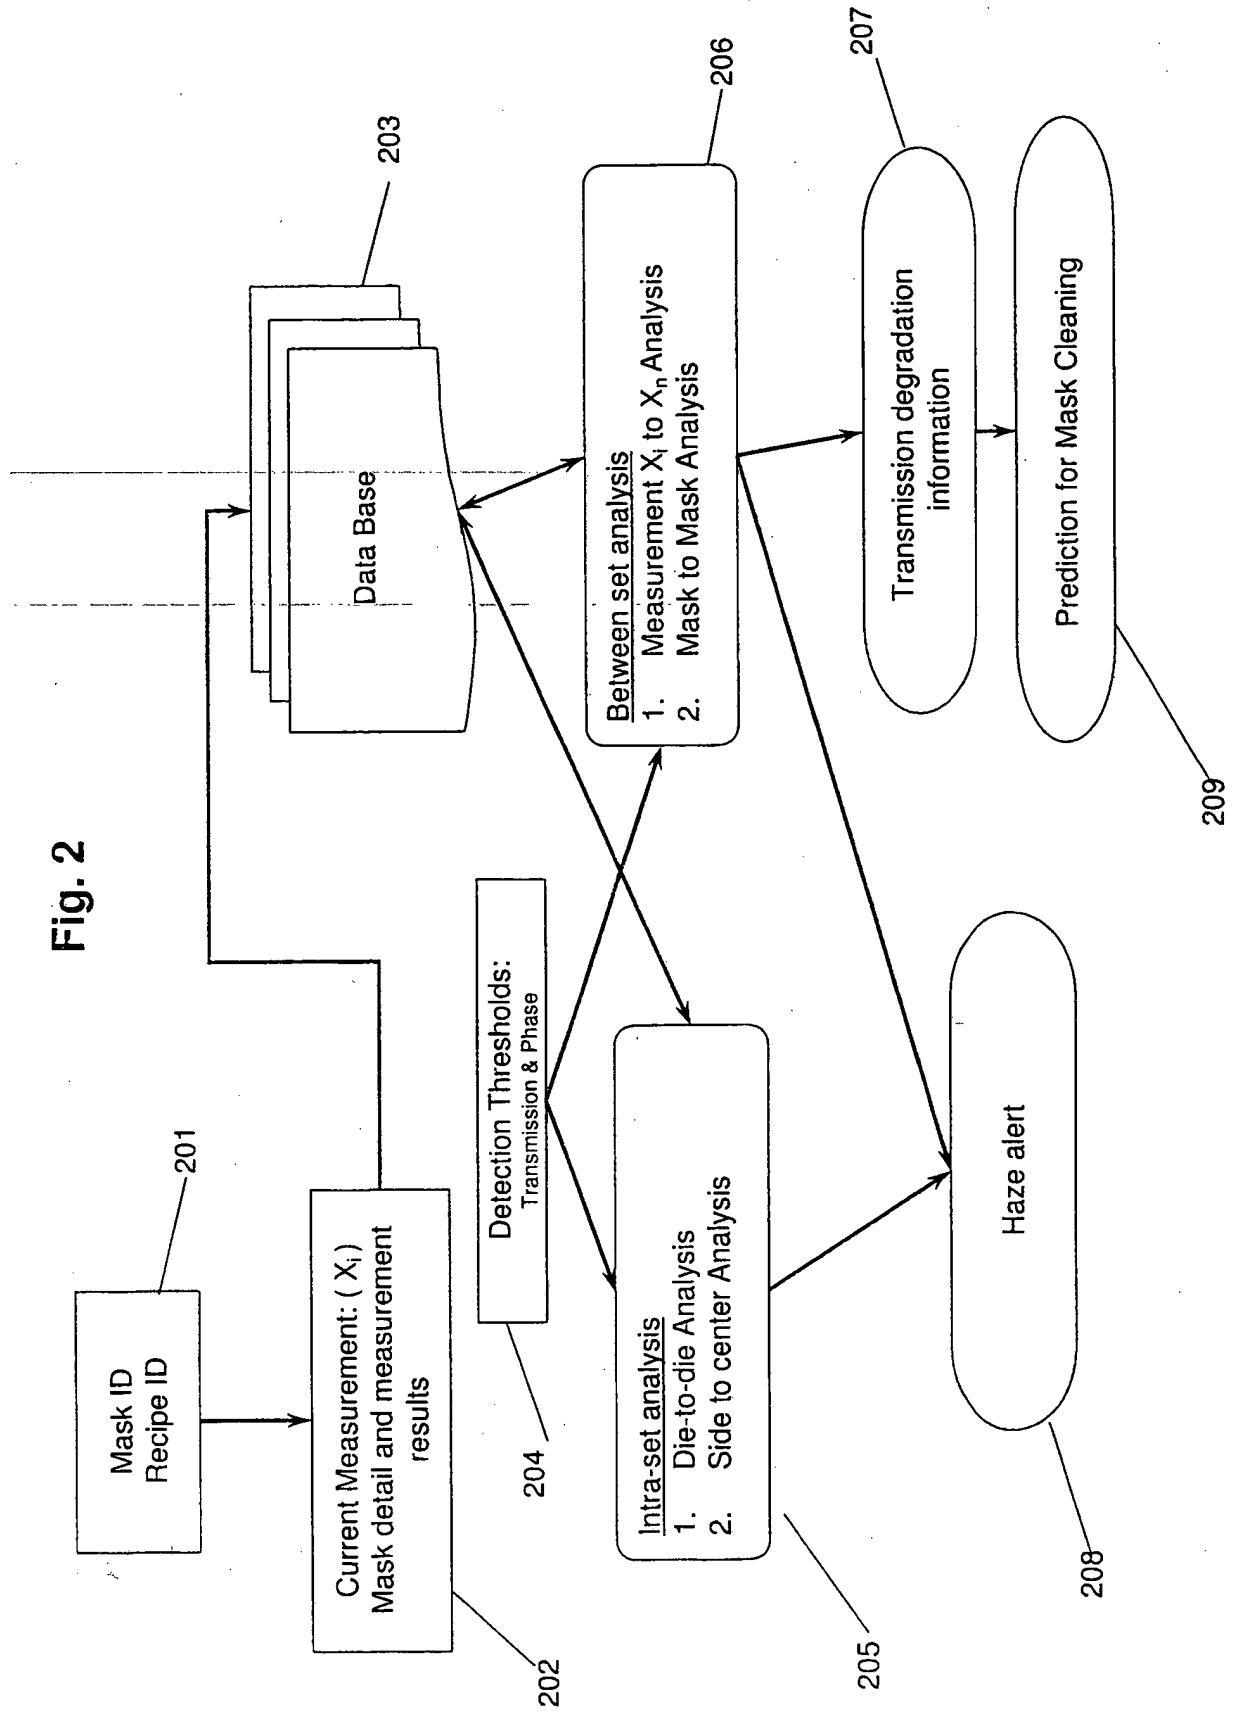 Fig. 2
Mask ID
Recipe ID
201
Current Measurement: ( Xi )
Mask detail and measurement
results
202
Data Base
203
Detection Thresholds:
Transmission & Phase
204
Intra-set analysis
1. Die-to-die Analysis
2. Side to center Analysis
205
Between set analysis
1. Measurement Xi to Xn Analysis
2. Mask to Mask Analysis
206
Transmission degradation
information
207
Haze alert
208
Prediction for Mask Cleaning
209